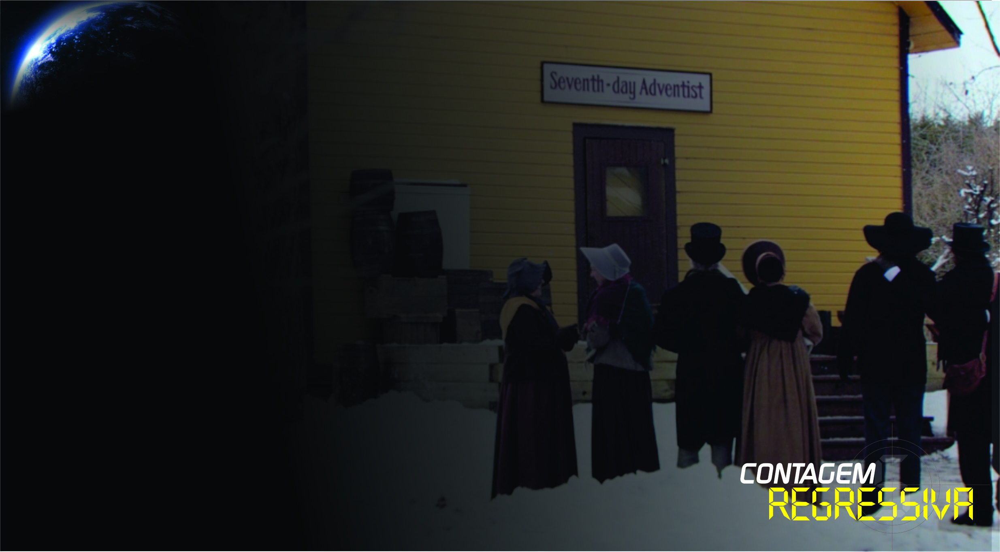 Seventh-day Adventist
CONTAGEM
REGRESSIVA